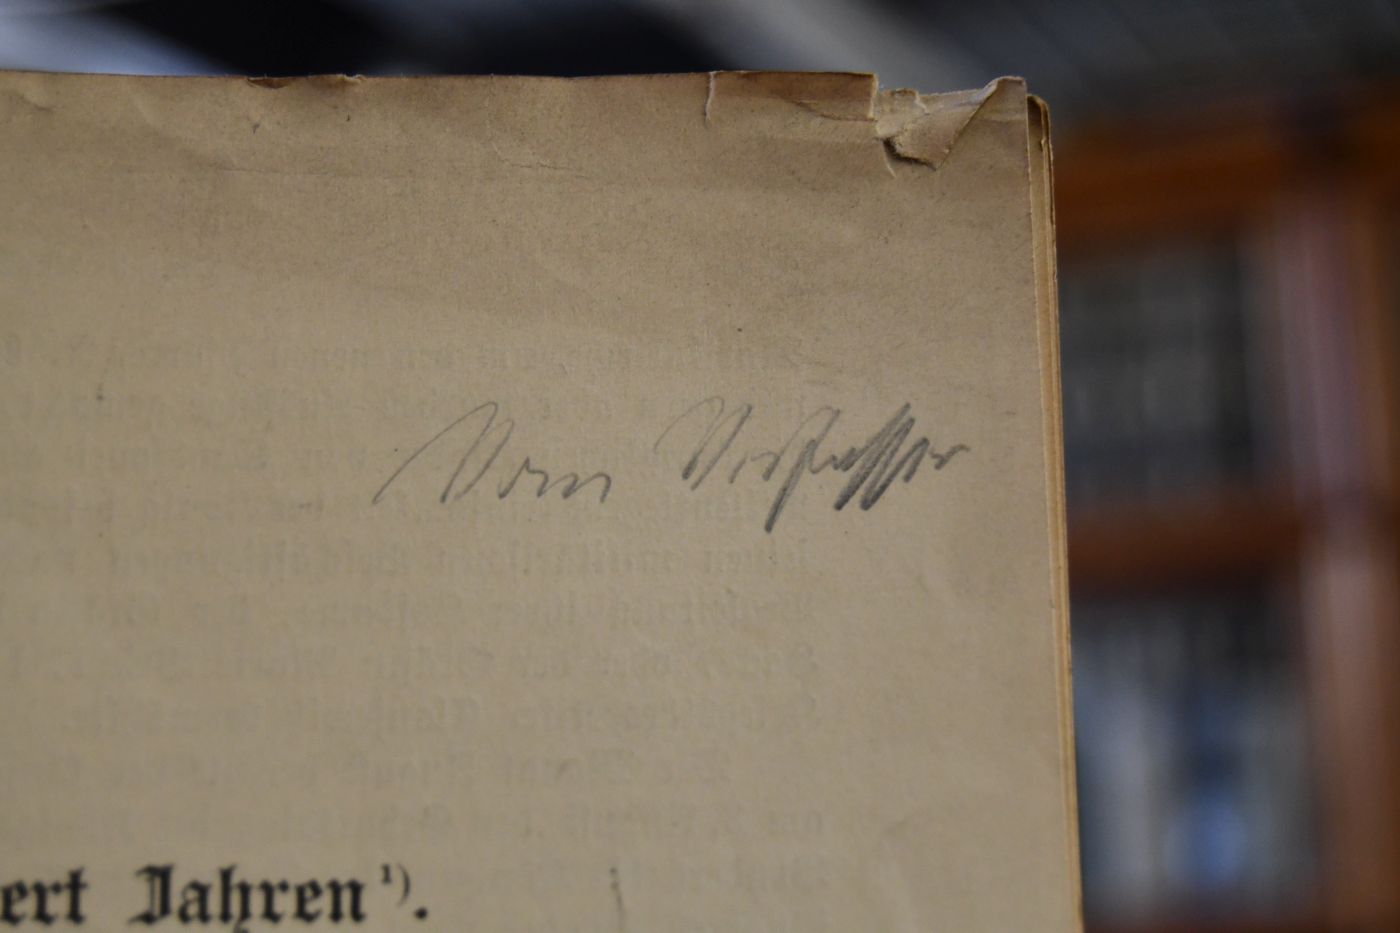 Vom Verfasser
ert Jahren¹).